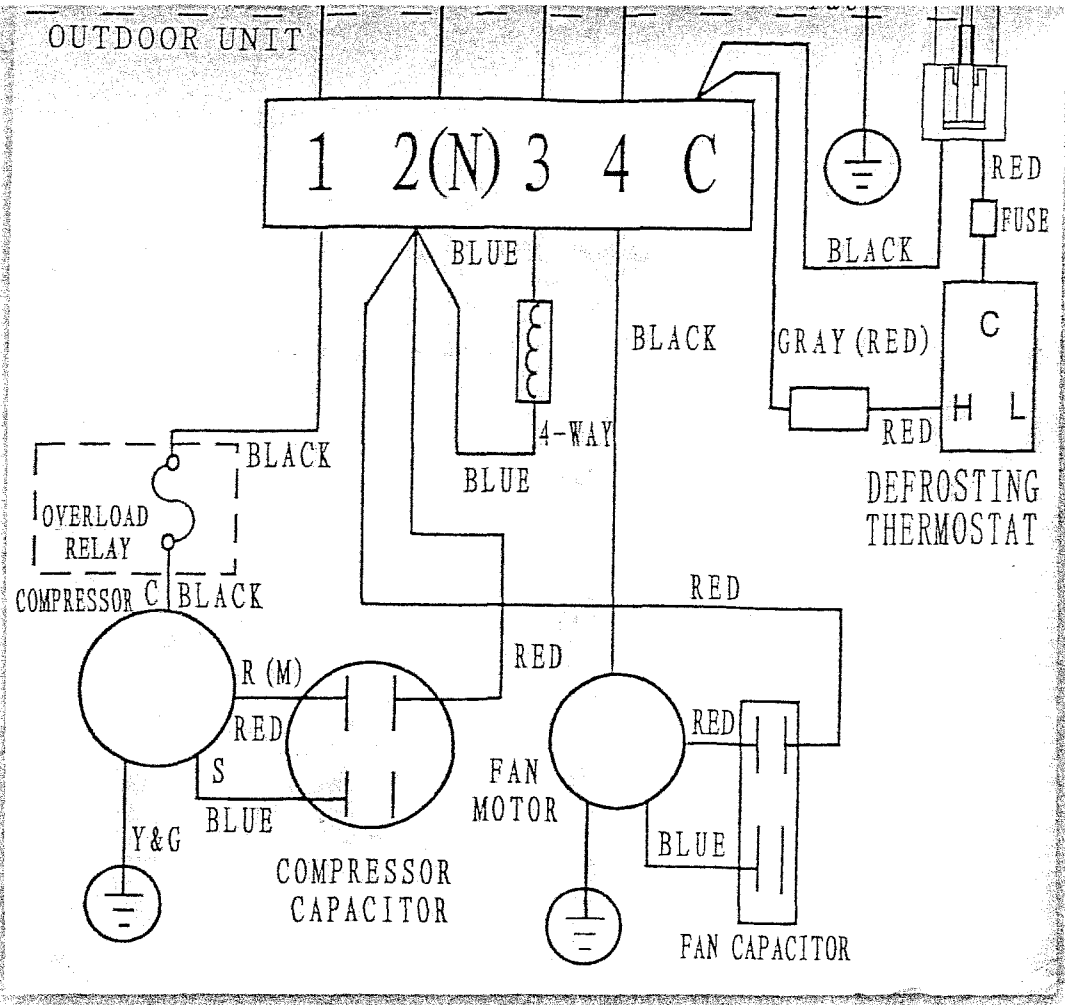 OUTDOOR UNIT
1 2(N) 3 4 C
RED
FUSE
BLUE
BLACK
C
BLACK
GRAY (RED)
H L
4-WAY
RED
BLACK
BLUE
DEFROSTING
THERMOSTAT
OVERLOAD
RELAY
COMPRESSOR C BLACK
RED
RED
R (M)
RED
RED
S
FAN
MOTOR
BLUE
Y&G
BLUE
COMPRESSOR
CAPACITOR
FAN CAPACITOR